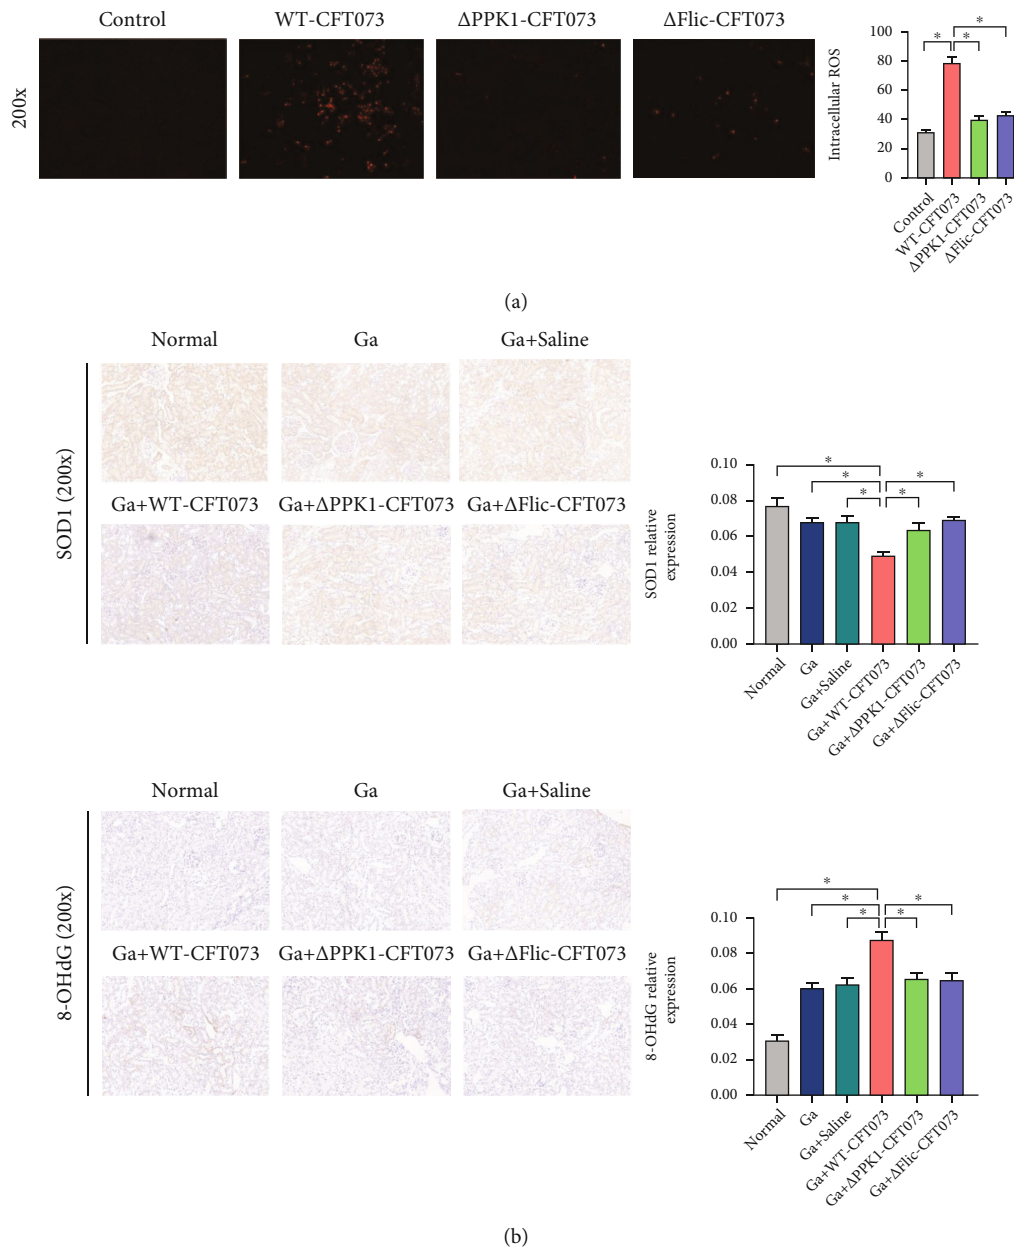 Control WT-CFT073 ΔPPK1-CFT073 ΔFlic-CFT073
200x
Intracellular ROS
100
80
60
40
20
0
*
* *
Control
WT-CFT073
ΔPPK1-CFT073
ΔFlic-CFT073
(a)
SOD1 (200x)
Normal Ga Ga+Saline
Ga+WT-CFT073 Ga+ΔPPK1-CFT073 Ga+ΔFlic-CFT073
SOD1 relative
expression
0.10
0.08
0.06
0.04
0.02
0.00
*
* *
* *
Normal
Ga
Ga+Saline
Ga+WT-CFT073
Ga+ΔPPK1-CFT073
Ga+ΔFlic-CFT073
8-OHdG (200x)
Normal Ga Ga+Saline
Ga+WT-CFT073 Ga+ΔPPK1-CFT073 Ga+ΔFlic-CFT073
8-OHdG relative
expression
0.10
0.08
0.06
0.04
0.02
0.00
*
* *
* *
Normal
Ga
Ga+Saline
Ga+WT-CFT073
Ga+ΔPPK1-CFT073
Ga+ΔFlic-CFT073
(b)